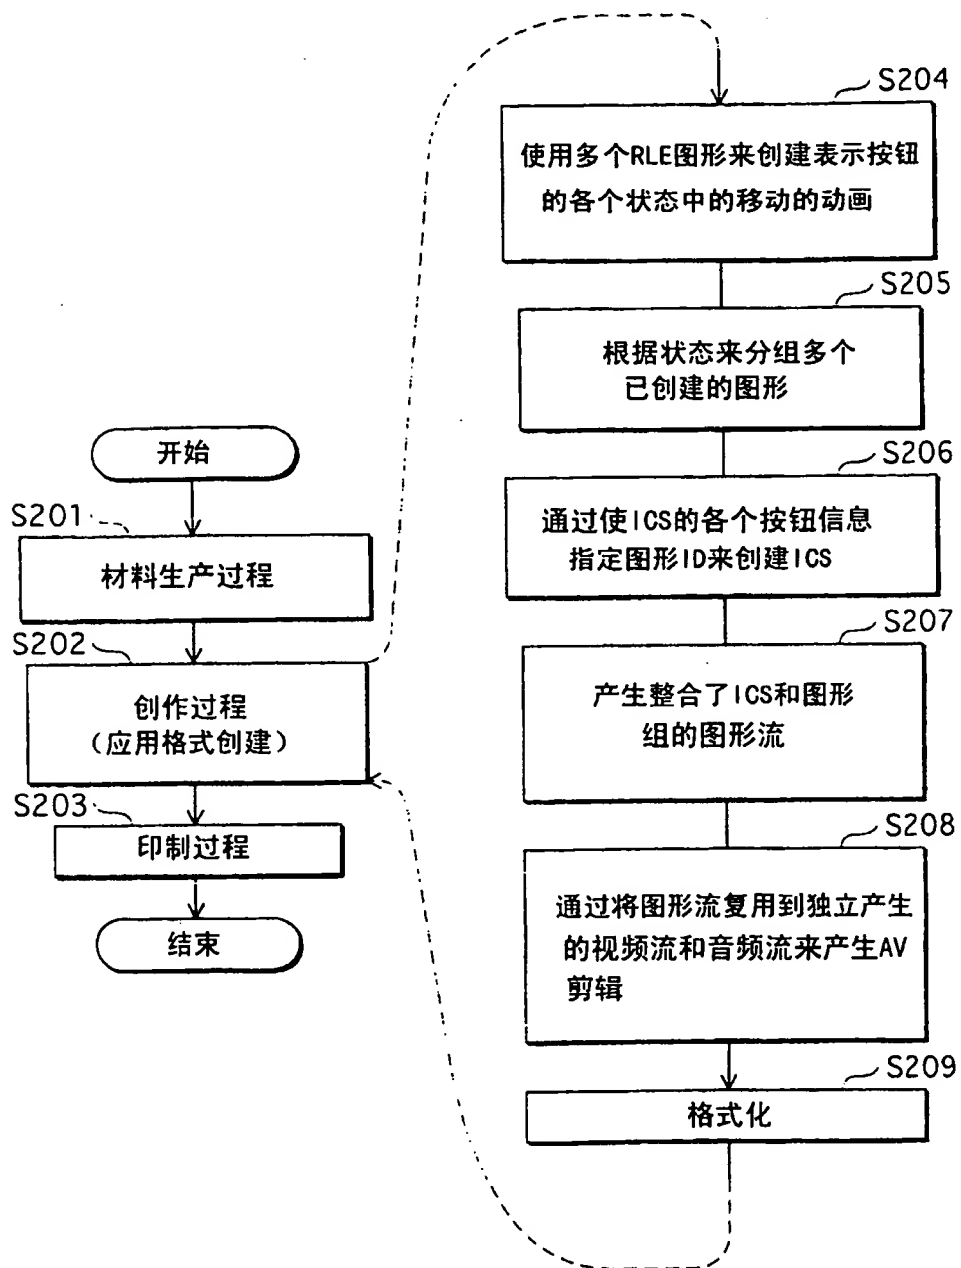 开始
S201
材料生产过程
S202
创作过程
（应用格式创建）
S203
印制过程
结束
S204
使用多个RLE图形来创建表示按钮
的各个状态中的移动的动画
S205
根据状态来分组多个
已创建的图形
S206
通过使ICS的各个按钮信息
指定图形ID来创建ICS
S207
产生整合了ICS和图形
组的图形流
S208
通过将图形流复用到独立产生
的视频流和音频流来产生AV
剪辑
S209
格式化